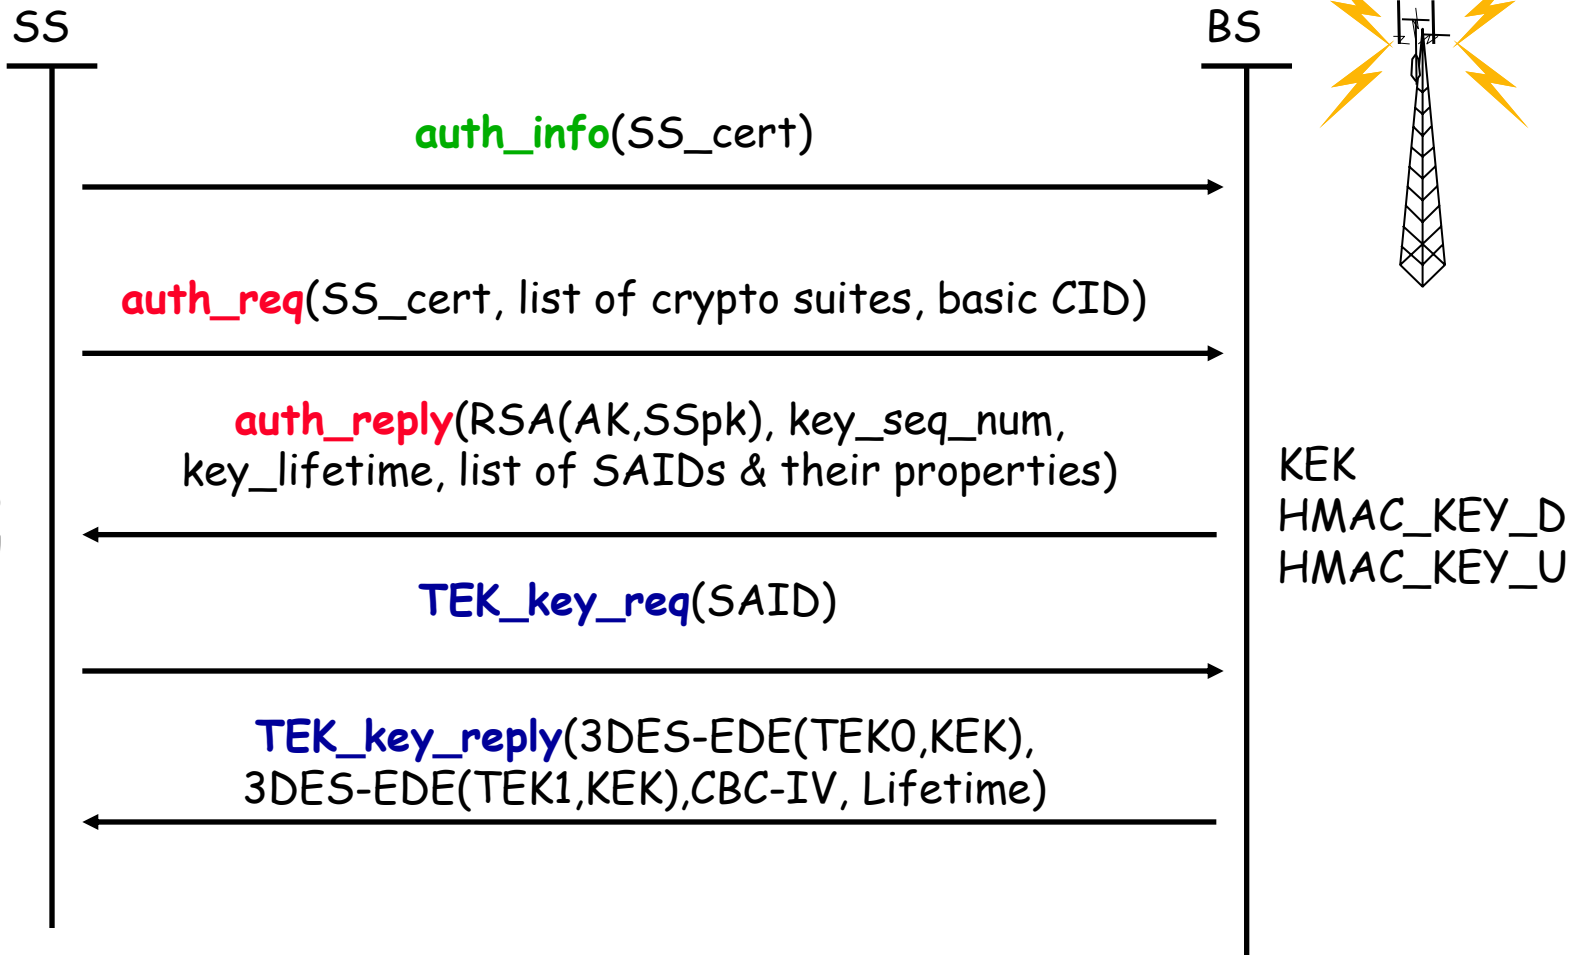 SS
BS
auth_info(SS_cert)
auth_req(SS_cert, list of crypto suites, basic CID)
auth_reply(RSA(AK,SSpk), key_seq_num,
key_lifetime, list of SAIDs & their properties)
KEK
HMAC_KEY_D
HMAC_KEY_U
TEK_key_req(SAID)
TEK_key_reply(3DES-EDE(TEK0,KEK),
3DES-EDE(TEK1,KEK),CBC-IV, Lifetime)